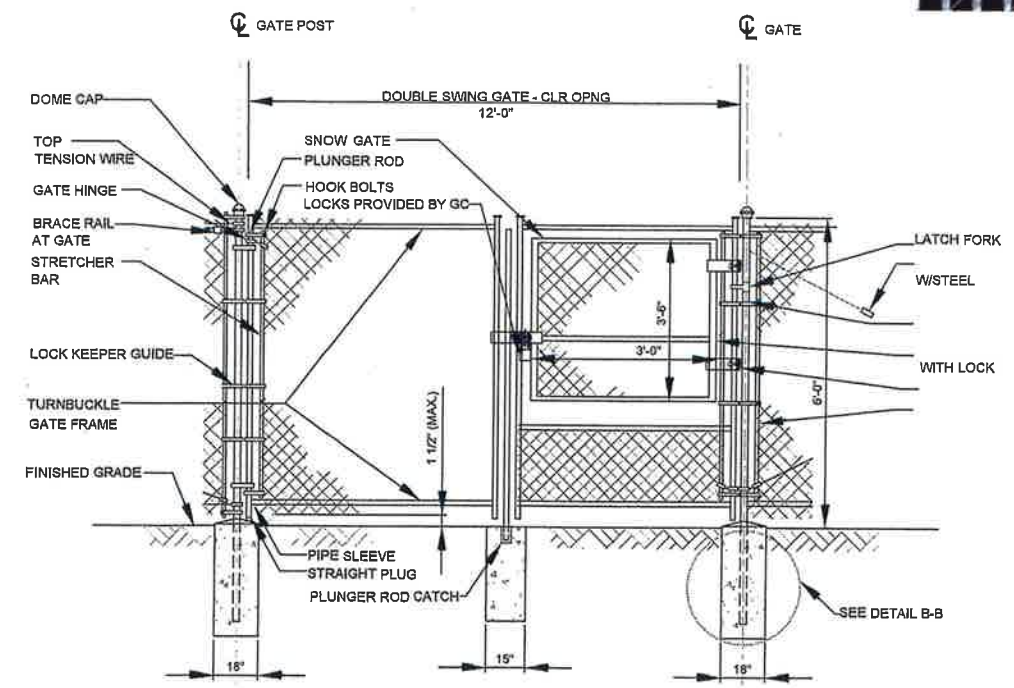 CL GATE POST
CL GATE
DOUBLE SWING GATE - CLR OPNG
12'-0"
DOME CAP
TOP
TENSION WIRE
GATE HINGE
BRACE RAIL
AT GATE
STRETCHER
BAR
LOCK KEEPER GUIDE
TURNBUCKLE
GATE FRAME
FINISHED GRADE
SNOW GATE
PLUNGER ROD
HOOK BOLTS
LOCKS PROVIDED BY GC
3'-6"
3'-0"
1 1/2" (MAX.)
6'-0"
LATCH FORK
W/STEEL
WITH LOCK
PIPE SLEEVE
STRAIGHT PLUG
PLUNGER ROD CATCH
SEE DETAIL B-B
18"
15"
18"